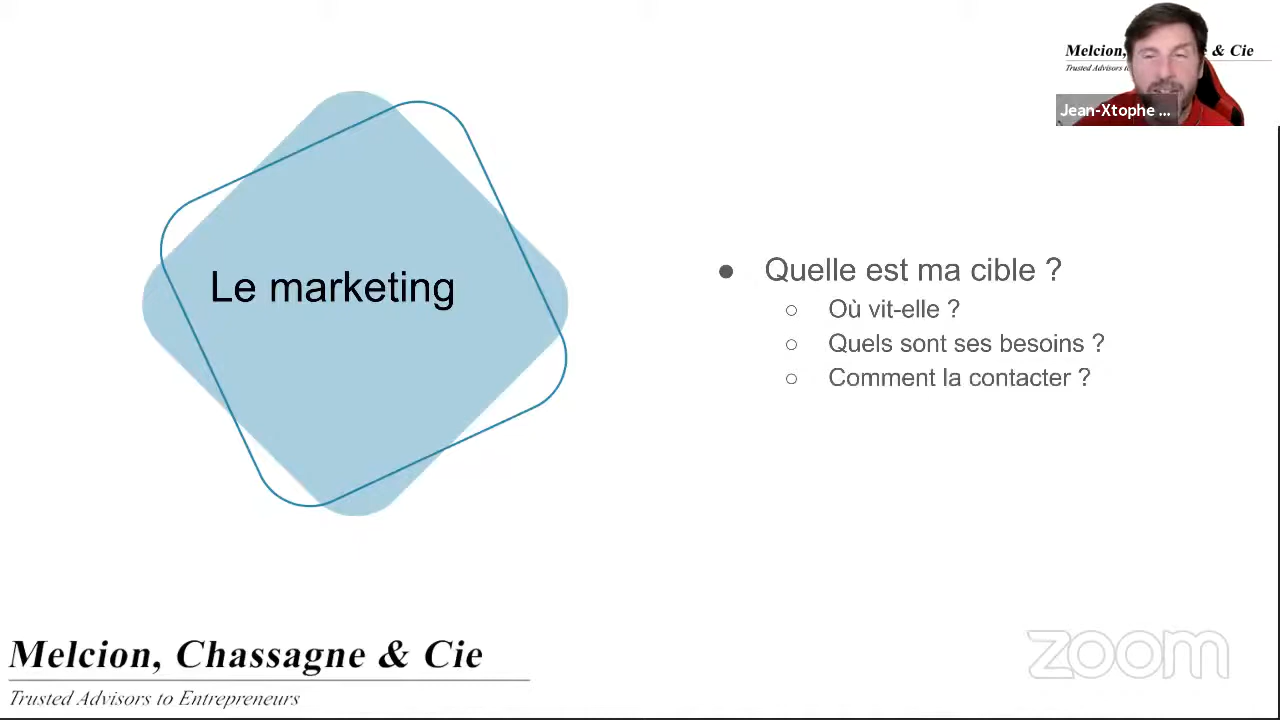 Melcion, & Cie
Trusted Advisors to
Jean-Xtophe ...
Le marketing
Quelle est ma cible ?
Où vit-elle ?
Quels sont ses besoins ?
Comment la contacter ?
Melcion, Chassagne & Cie
Trusted Advisors to Entrepreneurs
zoom